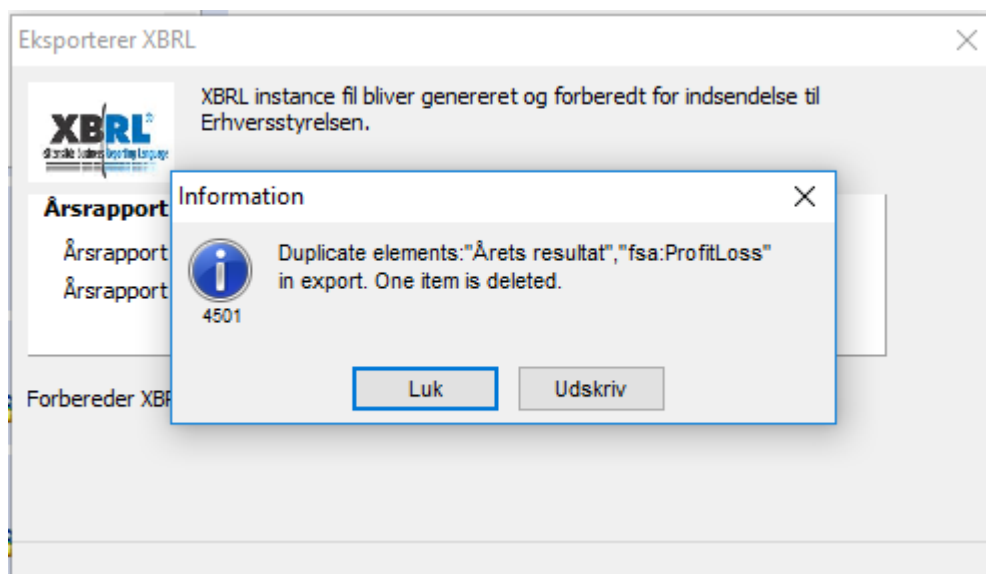 Eksporterer XBRL
XBRL instance fil bliver genereret og forberedt for indsendelse til
Erhversstyrelsen.
XBRL
Årsrapport
Årsrapport
Årsrapport
Information
Duplicate elements:"Årets resultat","fsa:ProfitLoss"
in export. One item is deleted.
4501
Luk
Udskriv
Forbereder XBR